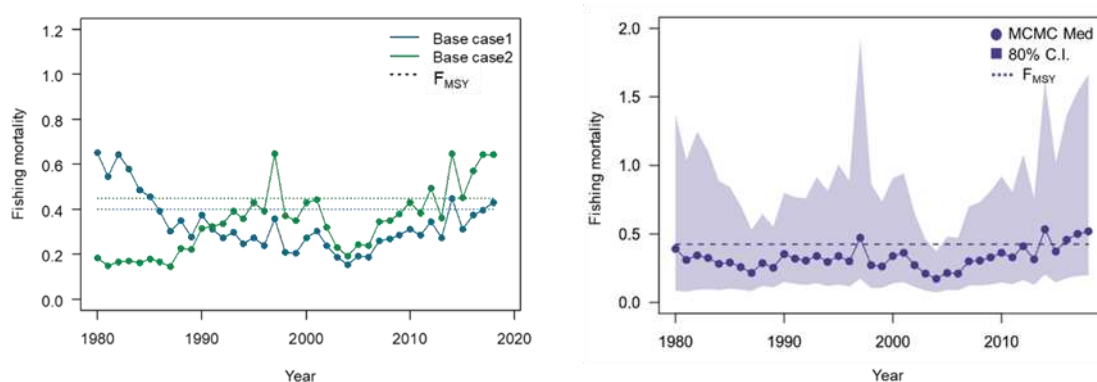 Fishing mortality
1.2
1.0
0.8
0.6
0.4
0.2
0.0
Base case1
Base case2
FMSY
1980
1990
2000
2010
2020
Year
Fishing mortality
2.0
1.5
1.0
0.5
0.0
MCMC Med
80% C.I.
FMSY
1980
1990
2000
2010
Year